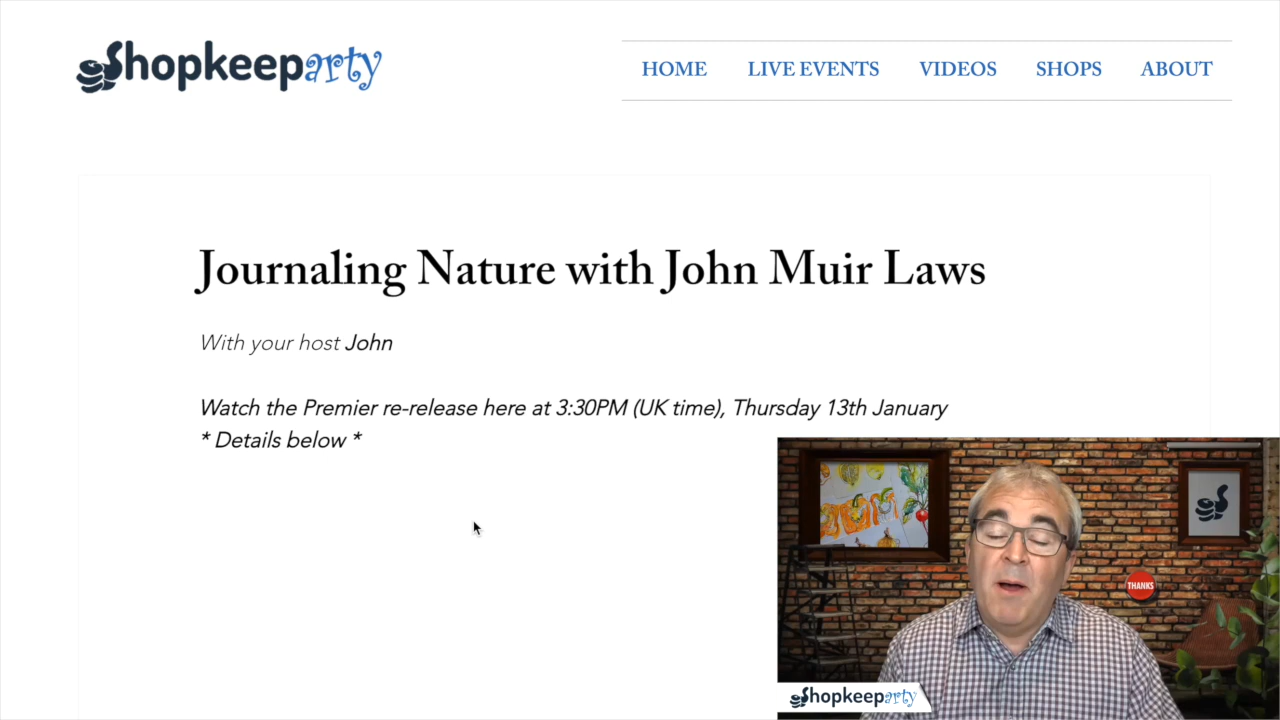 Shopkeeparty
HOME LIVE EVENTS VIDEOS SHOPS ABOUT
Journaling Nature with John Muir Laws
With your host John
Watch the Premier re-release here at 3:30PM (UK time), Thursday 13th January
* Details below *
THANKS
Shopkeeparty